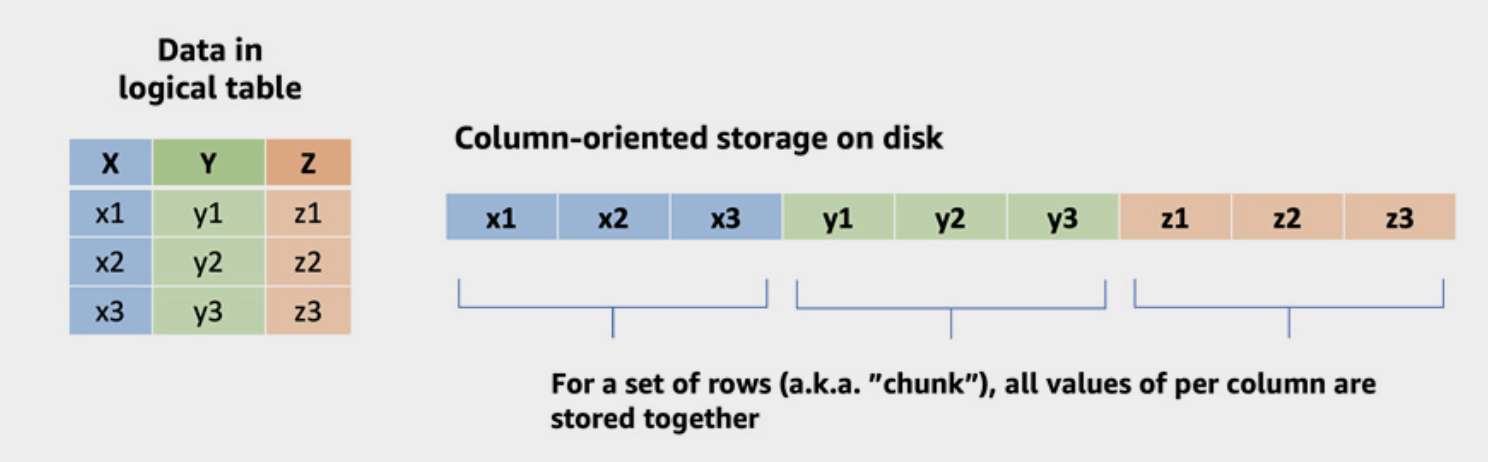 Data in
logical table
X Y Z
x1 y1 z1
x2 y2 z2
x3 y3 z3
Column-oriented storage on disk
x1 x2 x3 y1 y2 y3 z1 z2 z3
For a set of rows (a.k.a. ”chunk”), all values of per column are
stored together